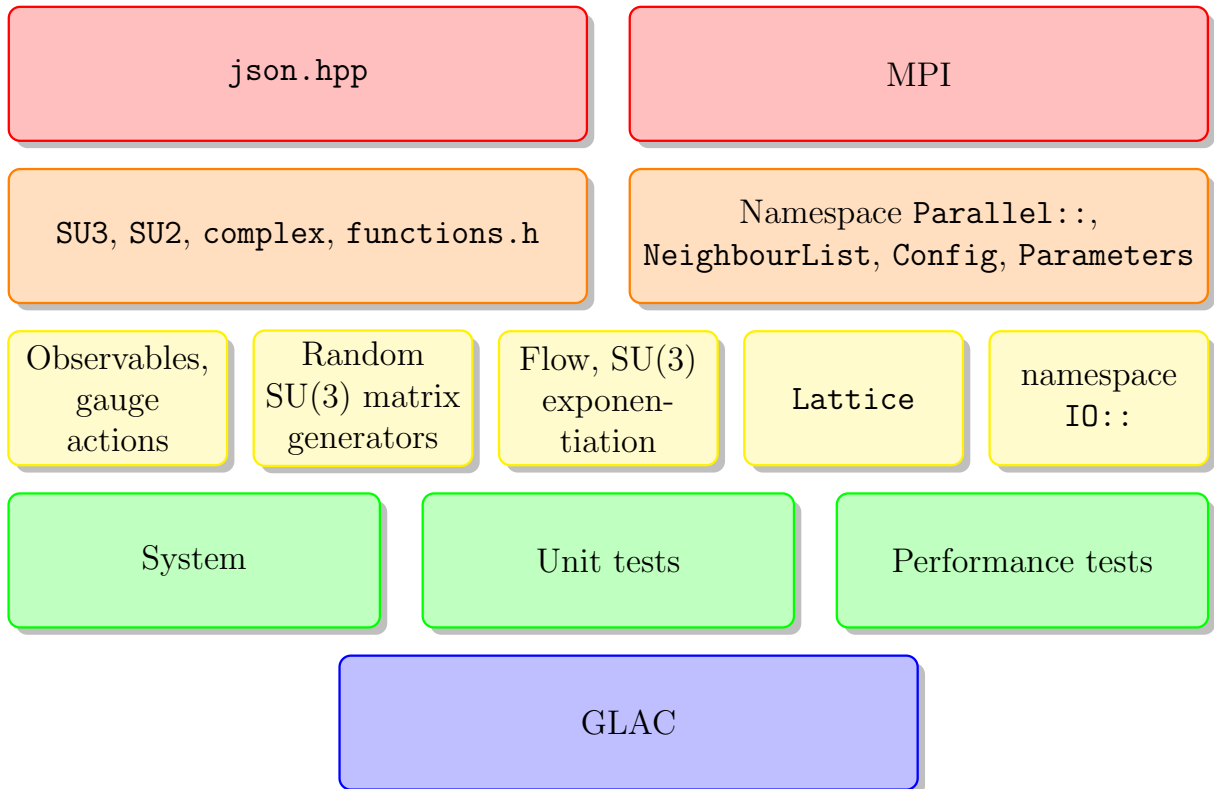 json.hpp
MPI
SU3, SU2, complex, functions.h
Namespace Parallel::,
NeighbourList, Config, Parameters
Observables,
gauge
actions
Random
SU(3) matrix
generators
Flow, SU(3)
exponen-
tiation
Lattice
namespace
IO::
System
Unit tests
Performance tests
GLAC